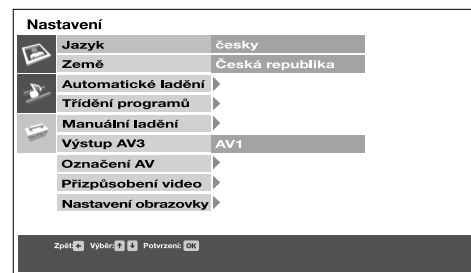 Nastavení
Jazyk česky
Země Česká republika
Automatické ladění
Třídění programů
Manuální ladění
Výstup AV3 AV1
Označení AV
Přizpůsobení video
Nastavení obrazovky
Zpět: Výběr: Potvrzení: OK